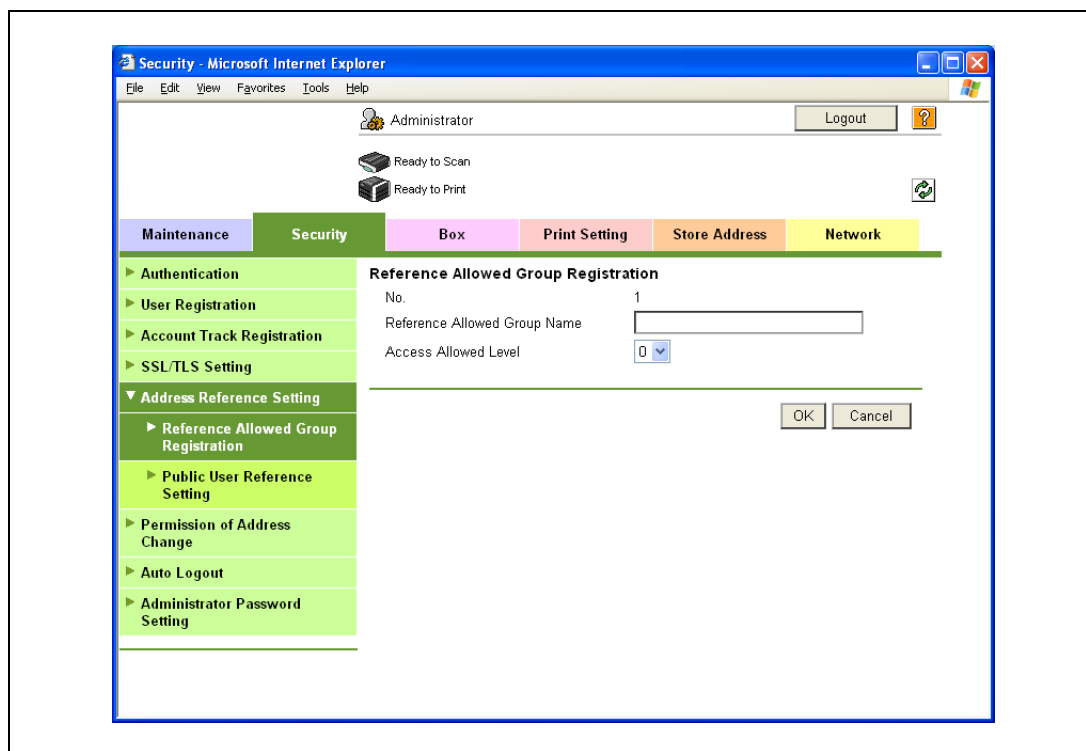 Security - Microsoft Internet Explorer
File Edit View Favorites Tools Help
Administrator
Logout
?
Ready to Scan
Ready to Print
Maintenance Security Box Print Setting Store Address Network
Authentication
User Registration
Account Track Registration
SSL/TLS Setting
Address Reference Setting
Reference Allowed Group
Registration
Public User Reference
Setting
Permission of Address
Change
Auto Logout
Administrator Password
Setting
Reference Allowed Group Registration
No. 1
Reference Allowed Group Name
Access Allowed Level 0
OK Cancel